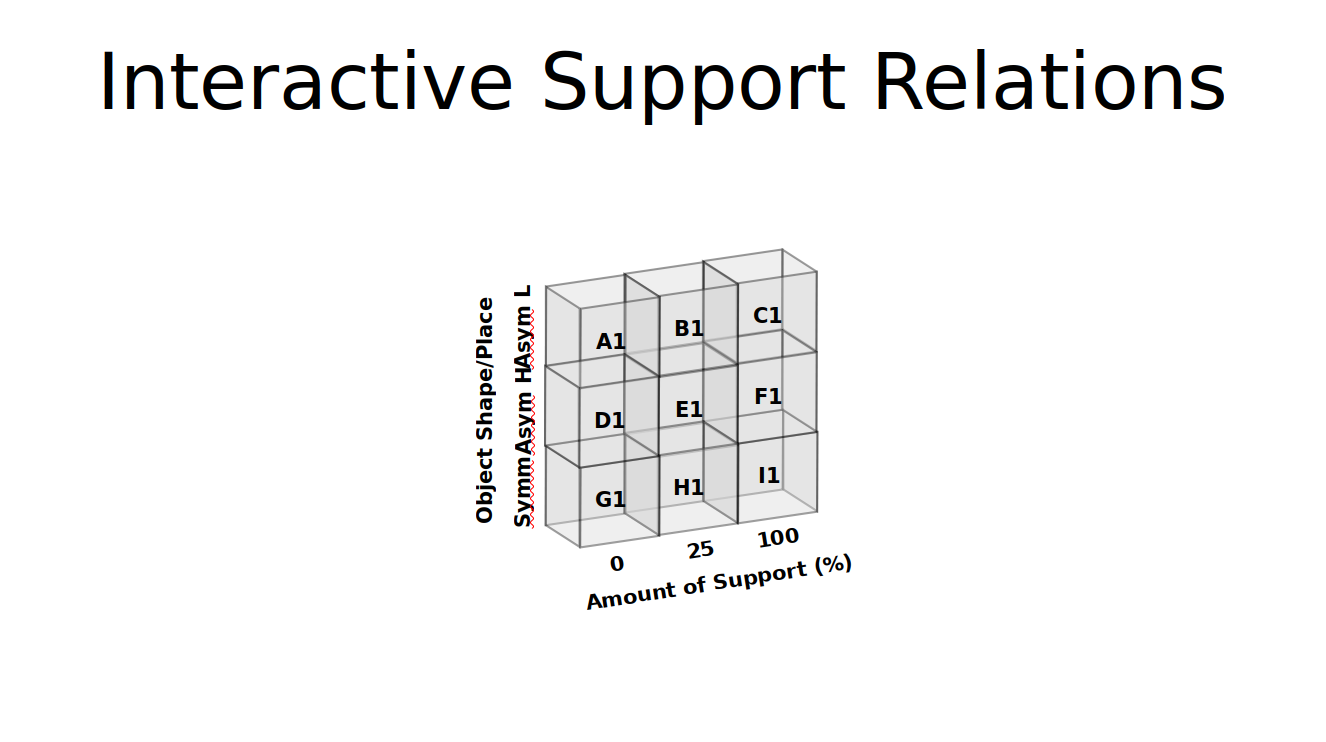 Interactive Support Relations
Object Shape/Place
Asym L
Asym H
Symm
A1
B1
C1
D1
E1
F1
G1
H1
I1
0
25
100
Amount of Support (%)